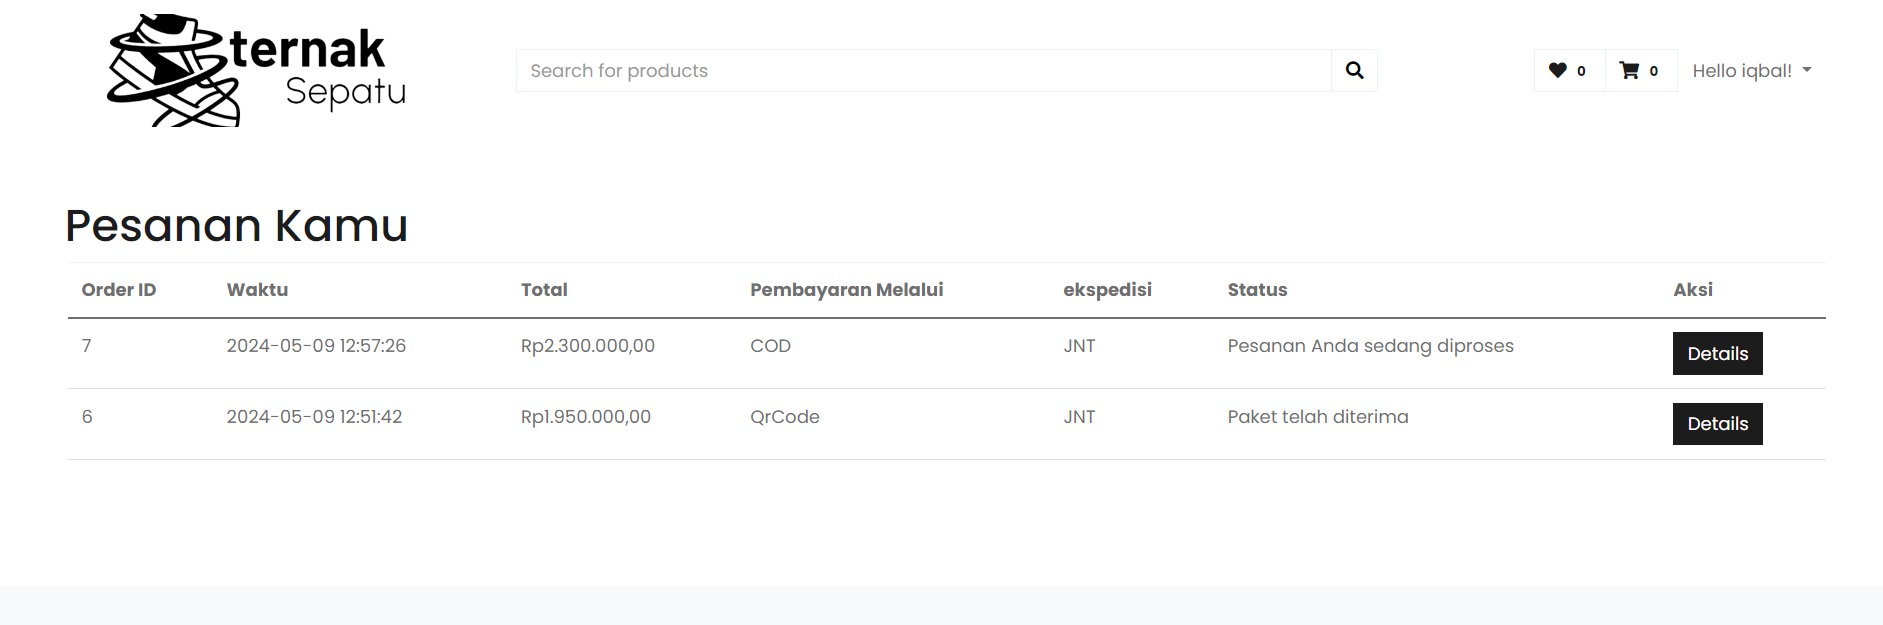 ternak
Sepatu
Search for products
0
0
Hello iqbal!
Pesanan Kamu
Order ID Waktu Total Pembayaran Melalui ekspedisi Status Aksi
7 2024-05-09 12:57:26 Rp2.300.000,00 COD JNT Pesanan Anda sedang diproses Details
6 2024-05-09 12:51:42 Rp1.950.000,00 QrCode JNT Paket telah diterima Details